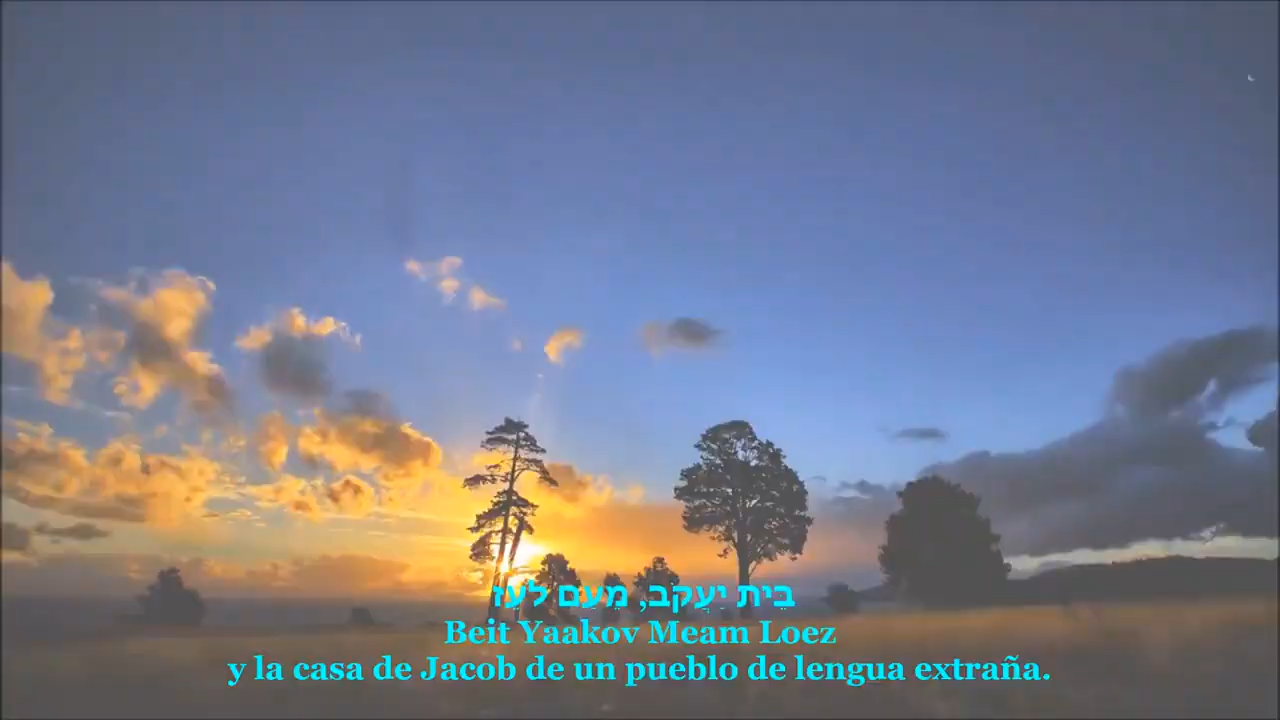 בֵּית יַעֲקֹב, מֵעַם לֹעֵז
Beit Yaakov Meam Loez
y la casa de Jacob de un pueblo de lengua extraña.